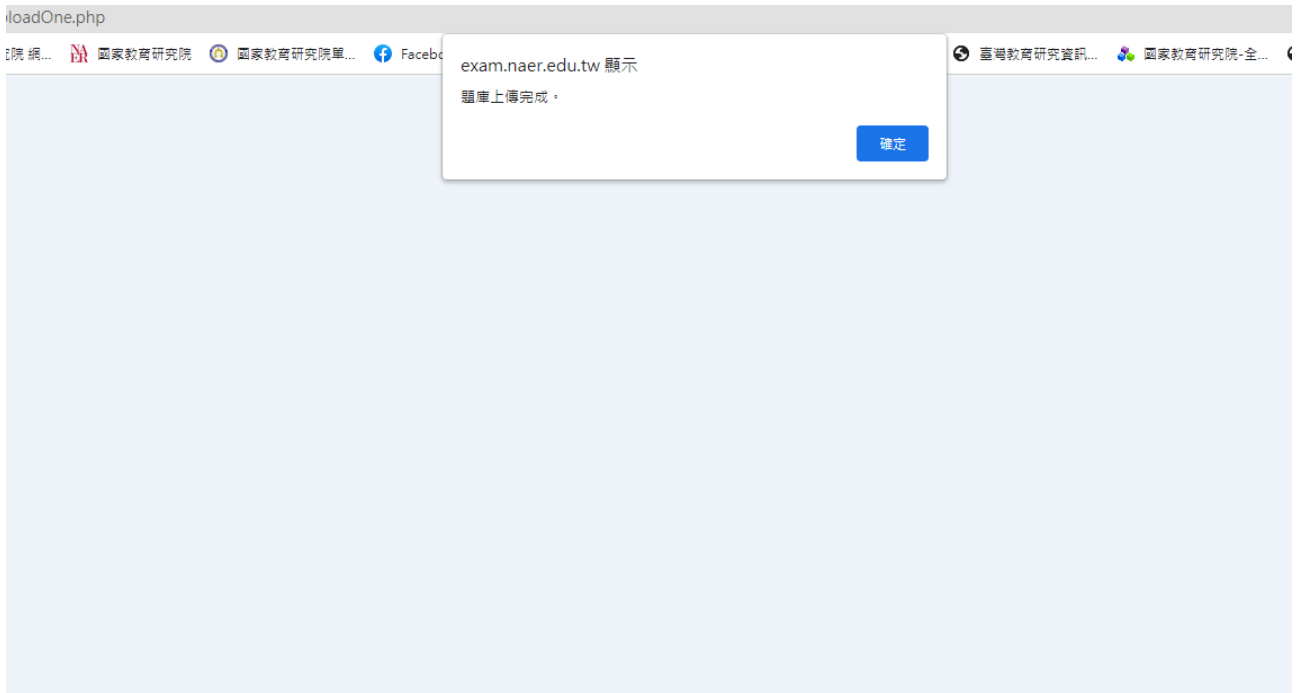 loadOne.php
究院 網...
NAER 國家教育研究院
國家教育研究院單...
Facebo
臺灣教育研究資訊...
國家教育研究院-全...
exam.naer.edu.tw 顯示
題庫上傳完成。
確定